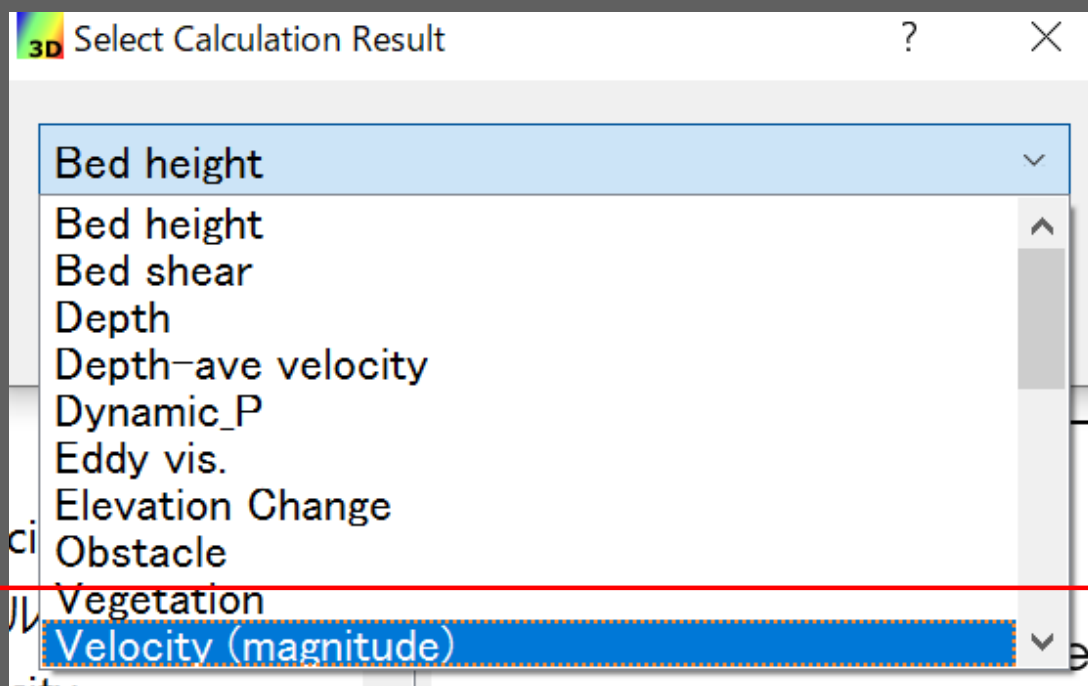 3D Select Calculation Result ?
Bed height
Bed height
Bed shear
Depth
Depth-ave velocity
Dynamic_P
Eddy vis.
Elevation Change
Obstacle
Vegetation
Velocity (magnitude)